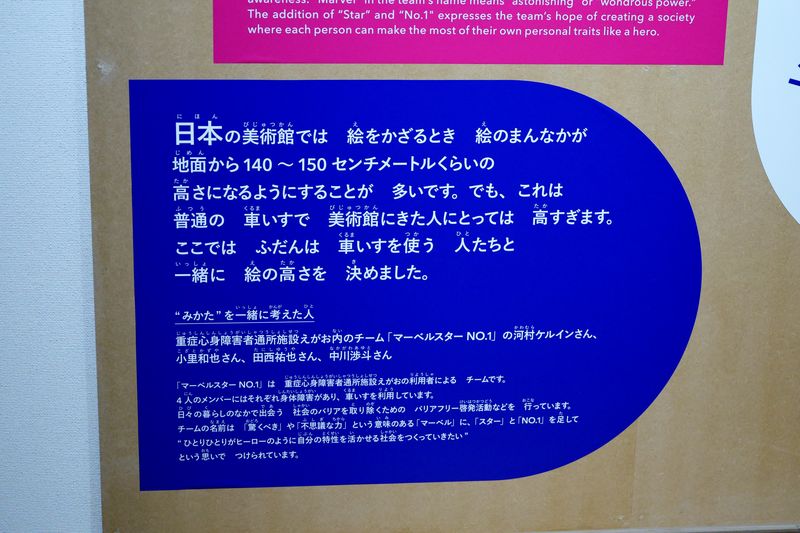 awareness. "Marvel" in the team's name means "astonishing" or "wondrous power."
The addition of "Star" and "No.1" expresses the team's hope of creating a society
where each person can make the most of their own personal traits like a hero.
日本の美術館では 絵をかざるとき 絵のまんなかが
地面から140 〜 150 センチメートルくらいの
高さになるようにすることが 多いです。でも、これは
普通の 車いすで 美術館にきた人にとっては 高すぎます。
ここでは ふだんは 車いすを使う 人たちと
一緒に 絵の高さを 決めました。
“みかた”を一緒に考えた人
重症心身障害者通所施設えがお内のチーム「マーベルスター NO.1」の河村ケルインさん、
小里和也さん、田西祐也さん、中川渉斗さん
「マーベルスター NO.1」は 重症心身障害者通所施設えがおの利用者による チームです。
4人のメンバーにはそれぞれ身体障害があり、車いすを利用しています。
日々の暮らしのなかで出会う 社会のバリアを取り除くための バリアフリー啓発活動などを 行っています。
チームの名前は 「驚くべき」や「不思議な力」という意味のある「マーベル」に、「スター」と「NO.1」を足して
“ひとりひとりがヒーローのように自分の特性を活かせる社会をつくっていきたい”
という思いで つけられています。